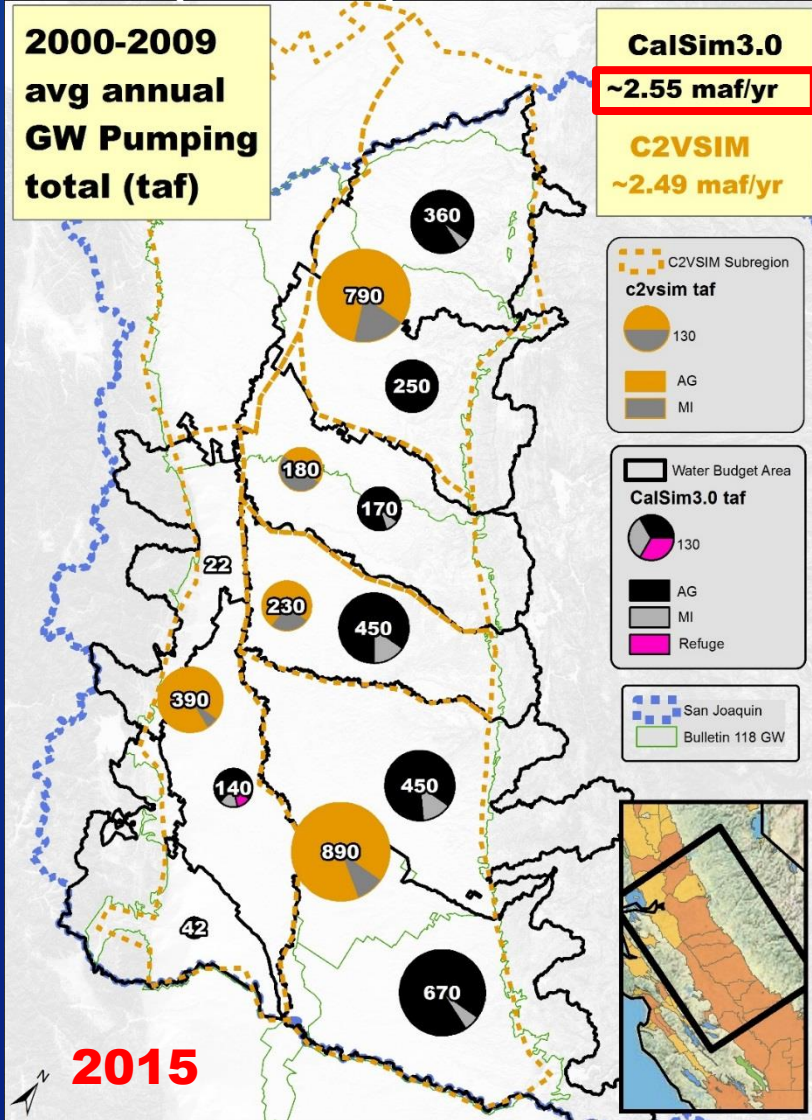 2000-2009
avg annual
GW Pumping
total (taf)
CalSim3.0
~2.55 maf/yr
C2VSIM
~2.49 maf/yr
360
790
250
180
170
22
230
450
390
450
140
890
42
670
C2VSIM Subregion
c2vsim taf
130
AG
MI
Water Budget Area
CalSim3.0 taf
130
AG
MI
Refuge
San Joaquin
Bulletin 118 GW
N
2015